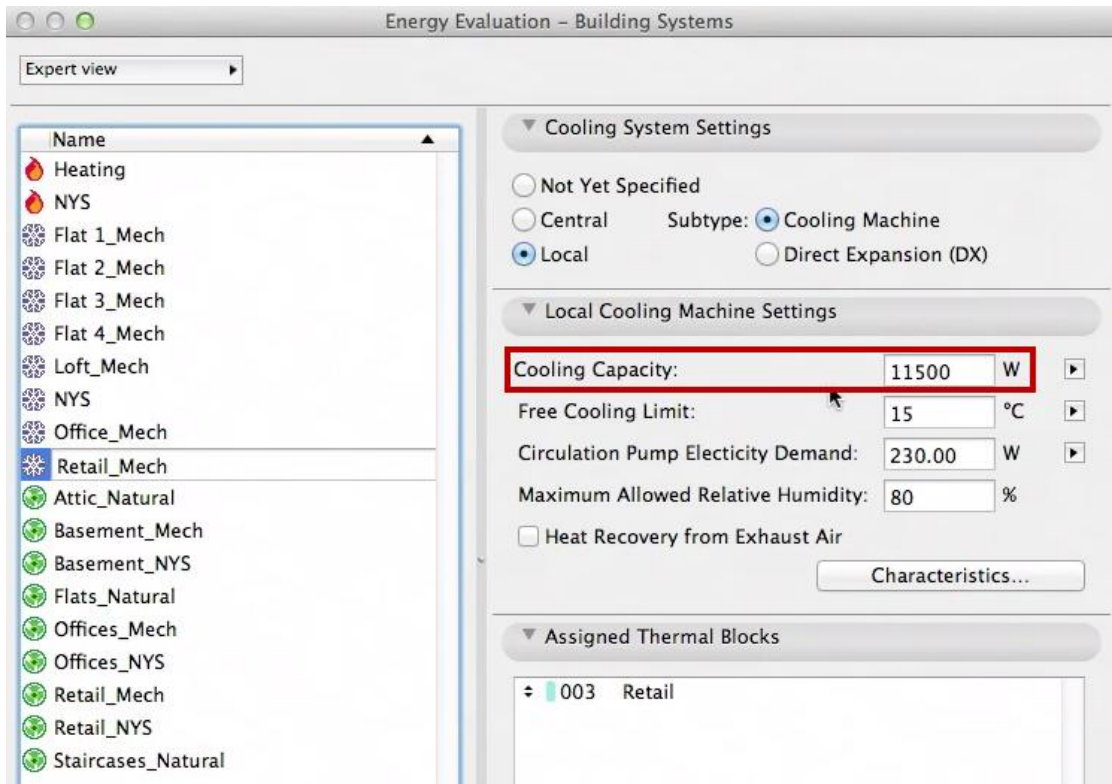 Energy Evaluation – Building Systems
Expert view
Name
Heating
NYS
Flat 1_Mech
Flat 2_Mech
Flat 3_Mech
Flat 4_Mech
Loft_Mech
NYS
Office_Mech
Retail_Mech
Attic_Natural
Basement_Mech
Basement_NYS
Flats_Natural
Offices_Mech
Offices_NYS
Retail_Mech
Retail_NYS
Staircases_Natural
Cooling System Settings
Not Yet Specified
Central Subtype: Cooling Machine
Local Direct Expansion (DX)
Local Cooling Machine Settings
Cooling Capacity: 11500 W
Free Cooling Limit: 15 °C
Circulation Pump Electicity Demand: 230.00 W
Maximum Allowed Relative Humidity: 80 %
Heat Recovery from Exhaust Air
Characteristics...
Assigned Thermal Blocks
003 Retail